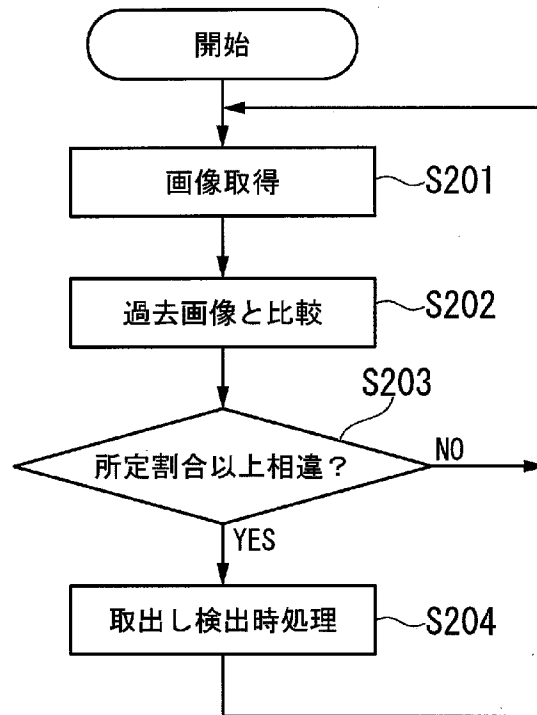 開始
画像取得
S201
過去画像と比較
S202
S203
所定割合以上相違？
NO
YES
取出し検出時処理
S204